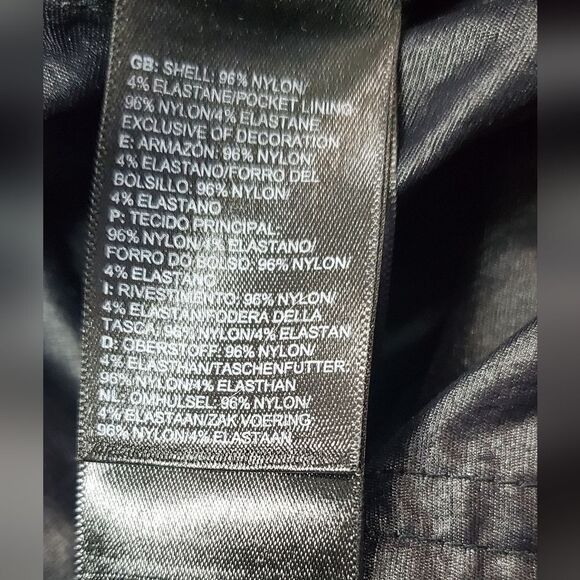 GB: SHELL: 96% NYLON/
4% ELASTANE/POCKET LINING
96% NYLON/4% ELASTANE
EXCLUSIVE OF DECORATION
E: ARMAZÓN: 96% NYLON/
4% ELASTANO/FORRO DEL
BOLSILLO: 96% NYLON/
4% ELASTANO
P: TECIDO PRINCIPAL:
96% NYLON/4% ELASTANO/
FORRO DO BOLSO: 96% NYLON/
4% ELASTANO
I: RIVESTIMENTO: 96% NYLON/
4% ELASTAN/FODERA DELLA
TASCA: 96% NYLON/4% ELASTAN
D: OBERSTOFF: 96% NYLON/
4% ELASTHAN/TASCHENFUTTER:
96% NYLON/4% ELASTHAN
NL: OMHULSEL: 96% NYLON/
4% ELASTAAN/ZAK VOERING
96% NYLON/4% ELASTAAN